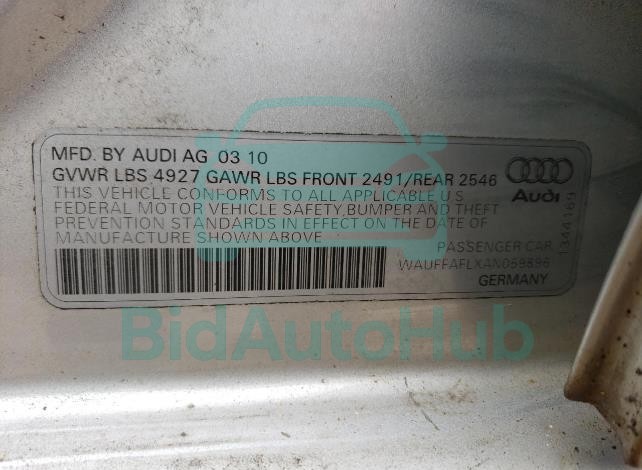 MFD. BY AUDI AG 03 10
GVWR LBS 4927 GAWR LBS FRONT 2491/REAR 2546
THIS VEHICLE CONFORMS TO ALL APPLICABLE U S
FEDERAL MOTOR VEHICLE SAFETY, BUMPER AND THEFT
PREVENTION STANDARDS IN EFFECT ON THE DATE OF
MANUFACTURE SHOWN ABOVE
PASSENGER CAR
WAUFFAFLXAN059896
GERMANY
Audi
1344169
BidAutoHub